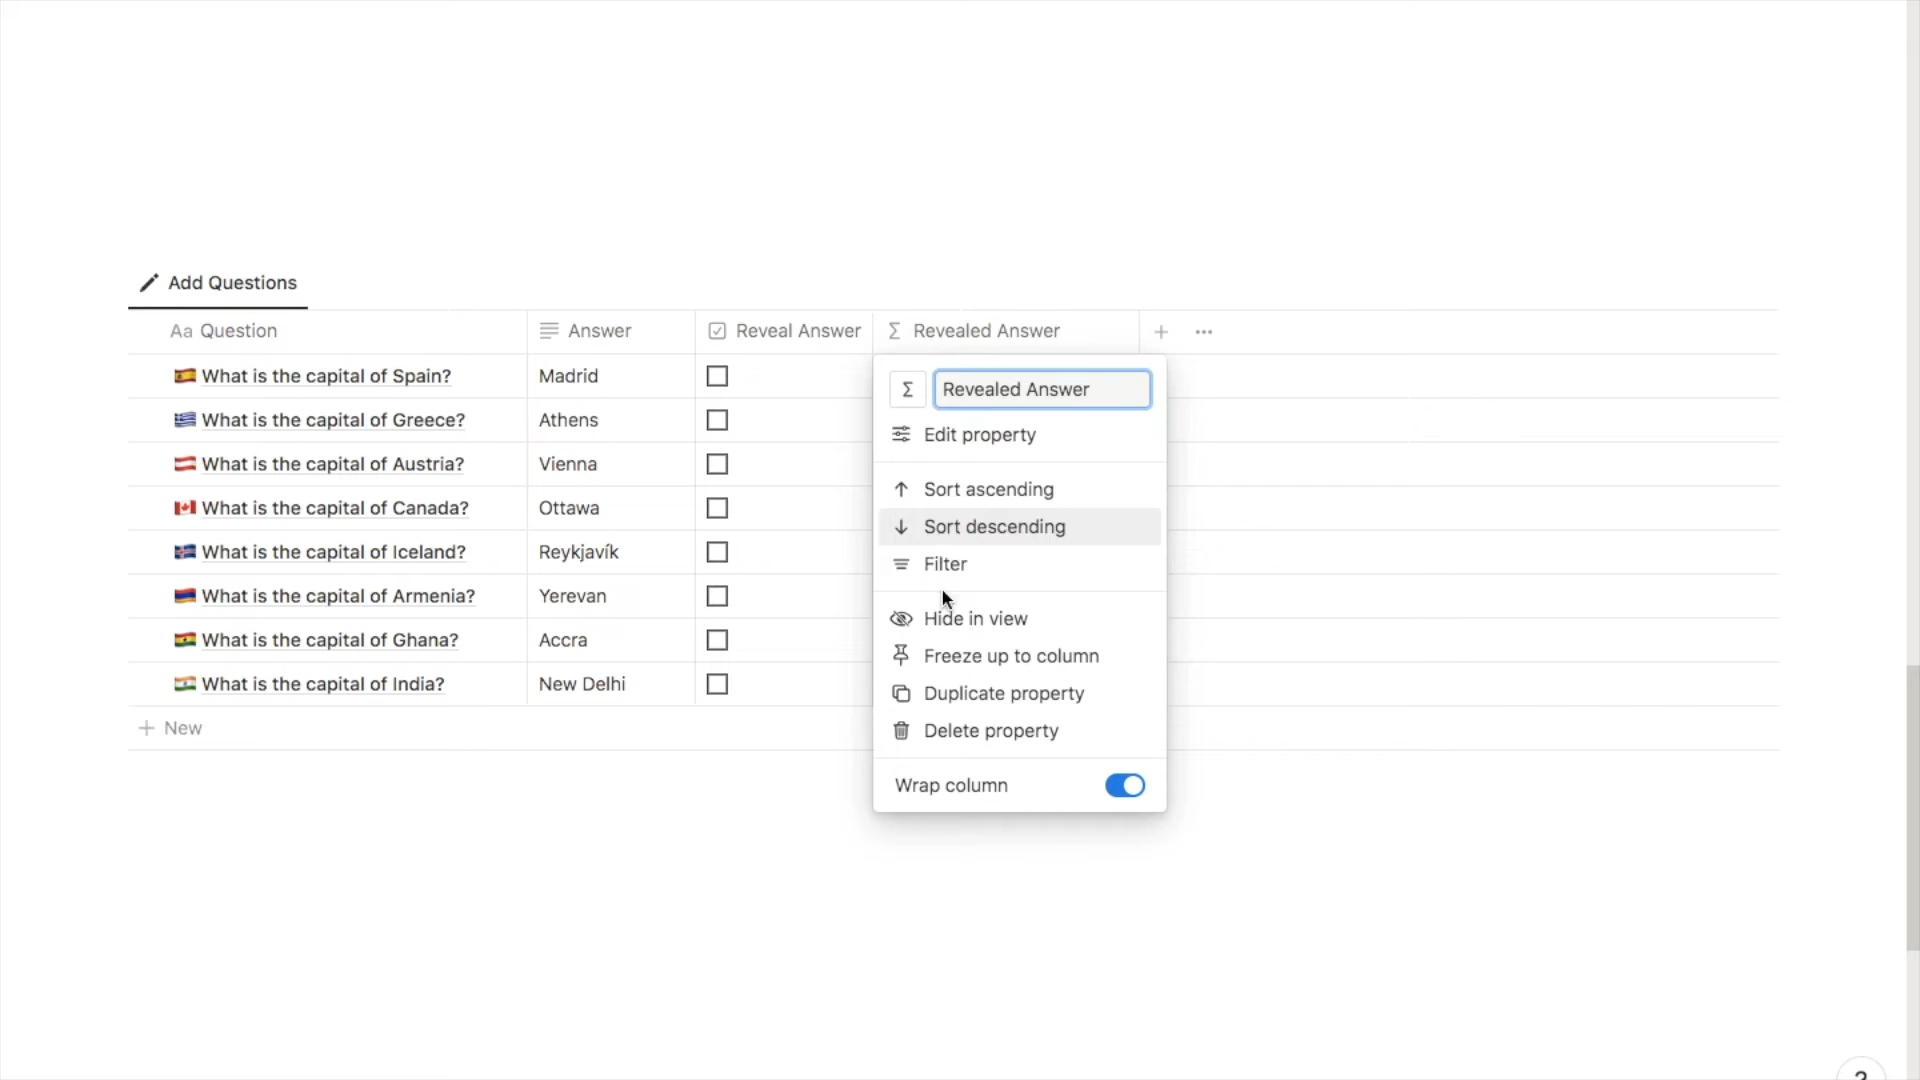 Add Questions
Aa Question Answer Reveal Answer Σ Revealed Answer
What is the capital of Spain? Madrid
Σ Revealed Answer
What is the capital of Greece? Athens
Edit property
What is the capital of Austria? Vienna
Sort ascending
What is the capital of Canada? Ottawa
Sort descending
What is the capital of Iceland? Reykjavík
Filter
What is the capital of Armenia? Yerevan
Hide in view
What is the capital of Ghana? Accra
Freeze up to column
What is the capital of India? New Delhi
Duplicate property
+ New
Delete property
Wrap column
?